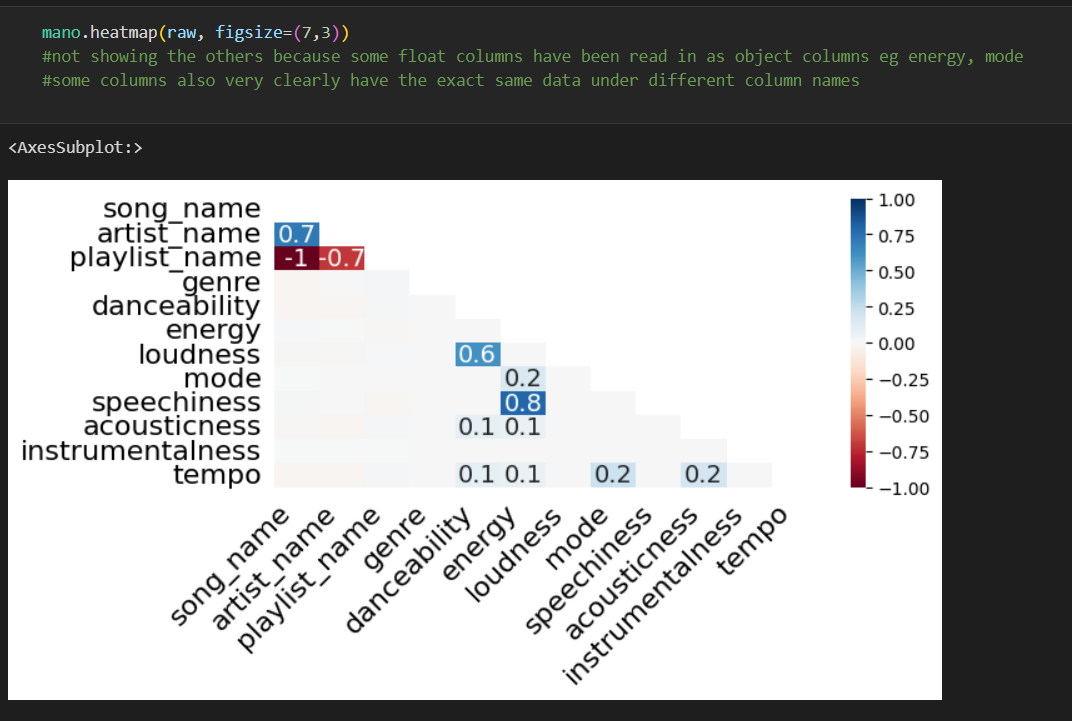 mano.heatmap(raw, figsize=(7,3))
#not showing the others because some float columns have been read in as object columns eg energy, mode
#some columns also very clearly have the exact same data under different column names
<AxesSubplot:>
song_name
artist_name 0.7
playlist_name -1 -0.7
genre
danceability
energy
loudness 0.6
mode 0.2
speechiness 0.8
acousticness 0.1 0.1
instrumentalness
tempo 0.1 0.1 0.2 0.2
song_name
artist_name
playlist_name
genre
danceability
energy
loudness
mode
speechiness
acousticness
instrumentalness
tempo
1.00
0.75
0.50
0.25
0.00
−0.25
−0.50
−0.75
−1.00